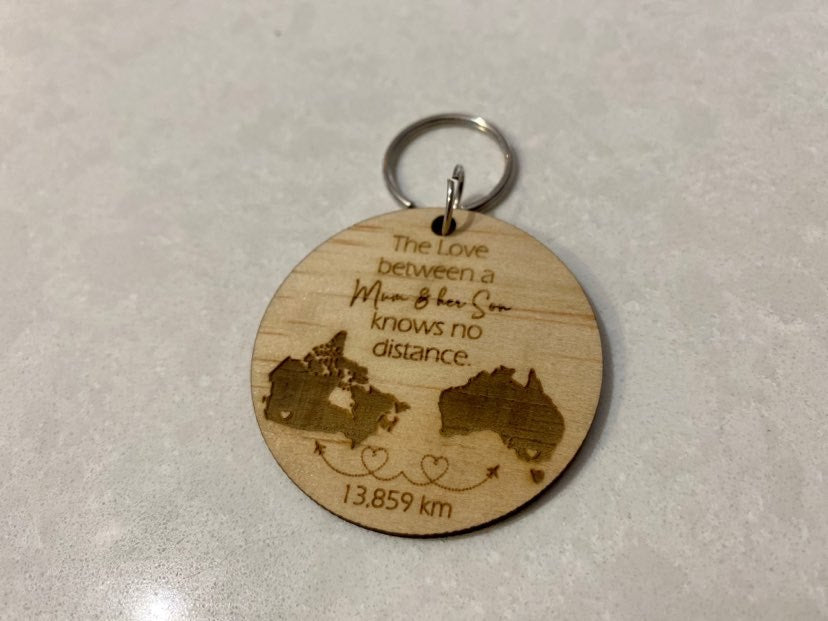 The Love
between a
Mum & her Son
knows no
distance.
13,859 km